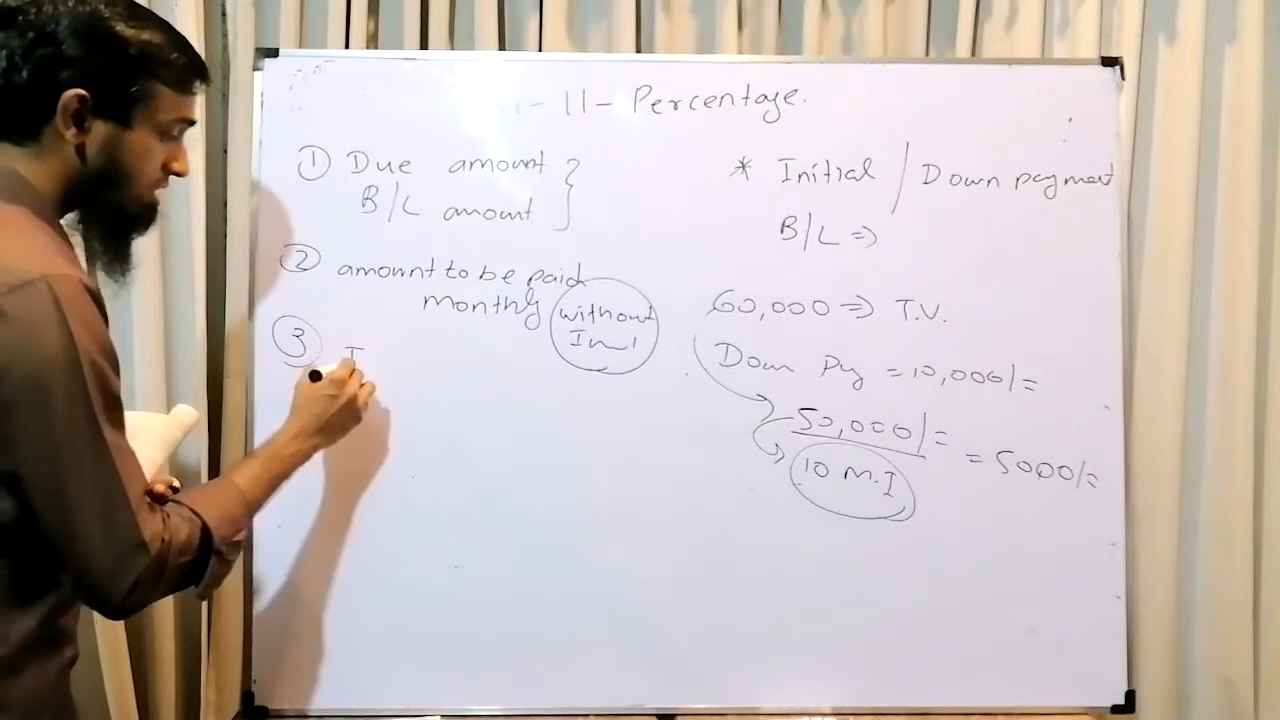 - 11 - Percentage.
① Due amount
B/L amount
② amount to be paid
monthly without
Int
③ I
* Initial / Down payment
B/L ⇒
60,000 ⇒ T.V.
Down Py = 10,000/=
50,000/=
10 M.I
= 5000/=